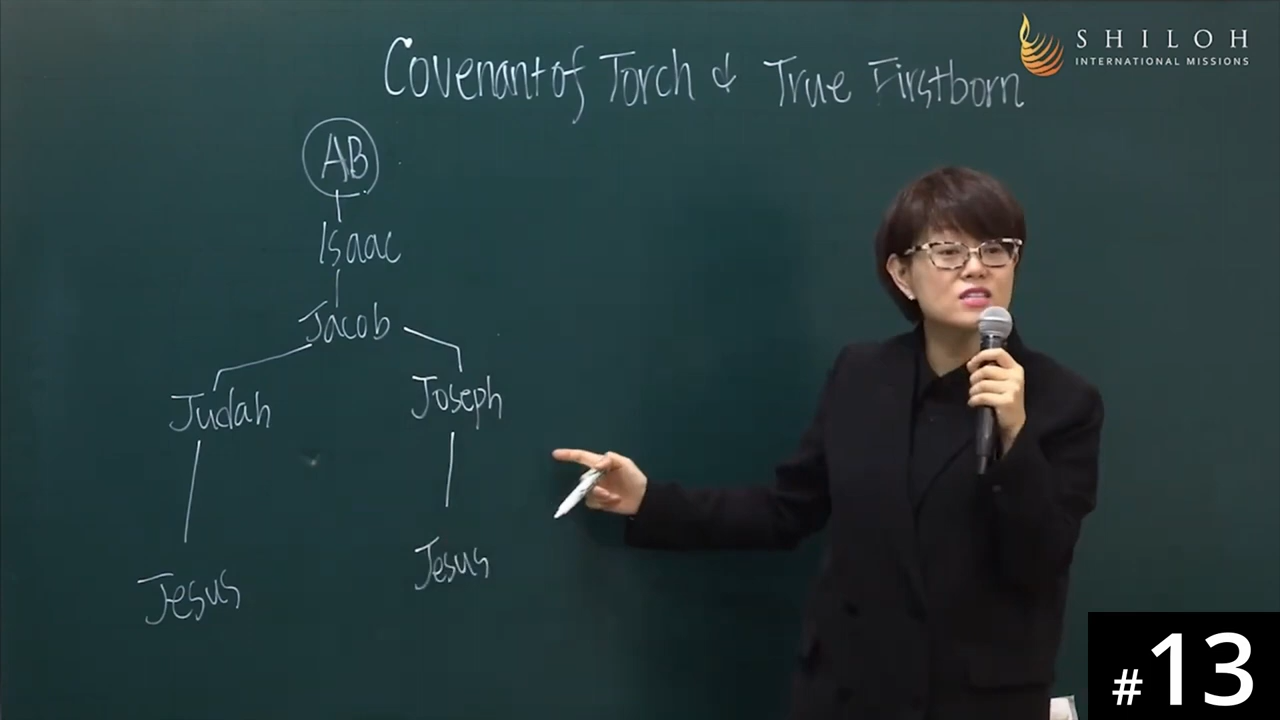 SHILOH
INTERNATIONAL MISSIONS
Covenant of Torch & True Firstborn
AB
Isaac
Jacob
Judah
Joseph
Jesus
Jesus
#13